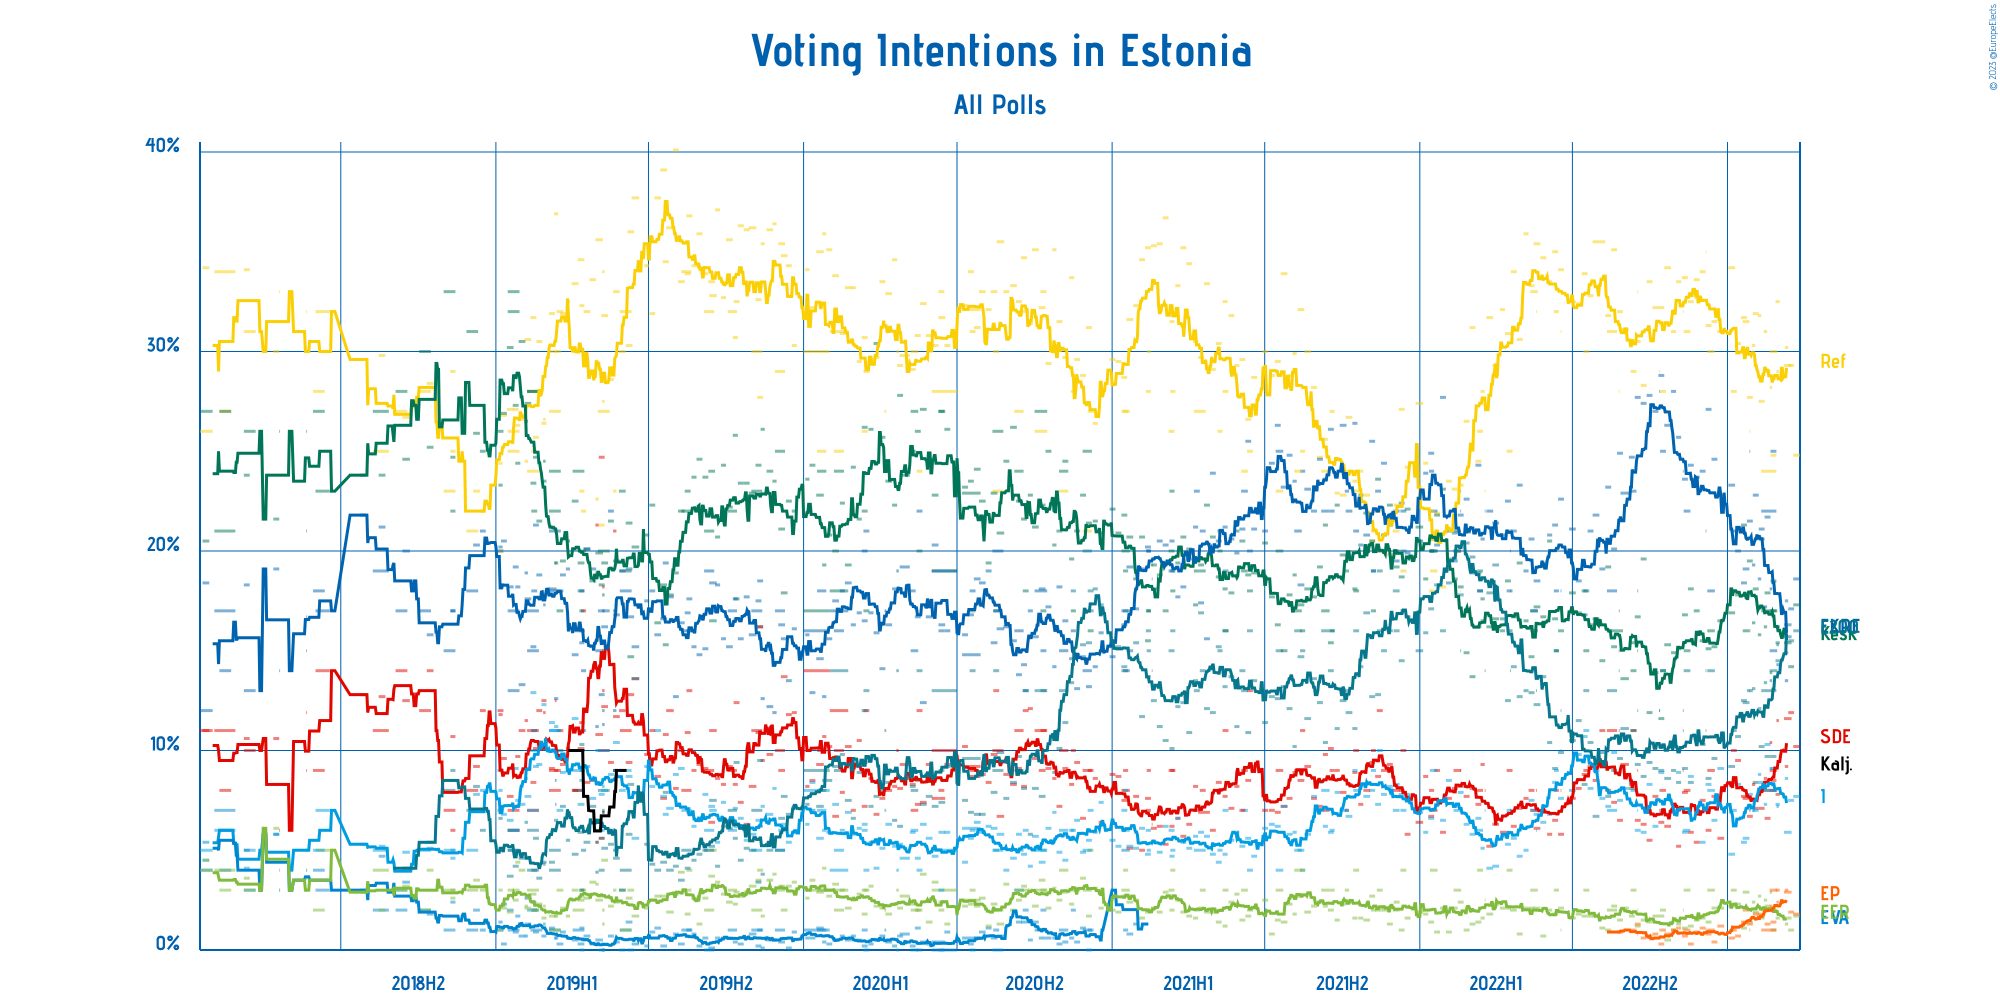 Voting Intentions in Estonia
© 2023 @EuropeElects
All Polls
40%
30%
20%
10%
0%
Ref
Kesk
SDE
Kalj.
I
EP
EER
EVA
2018H2
2019H1
2019H2
2020H1
2020H2
2021H1
2021H2
2022H1
2022H2